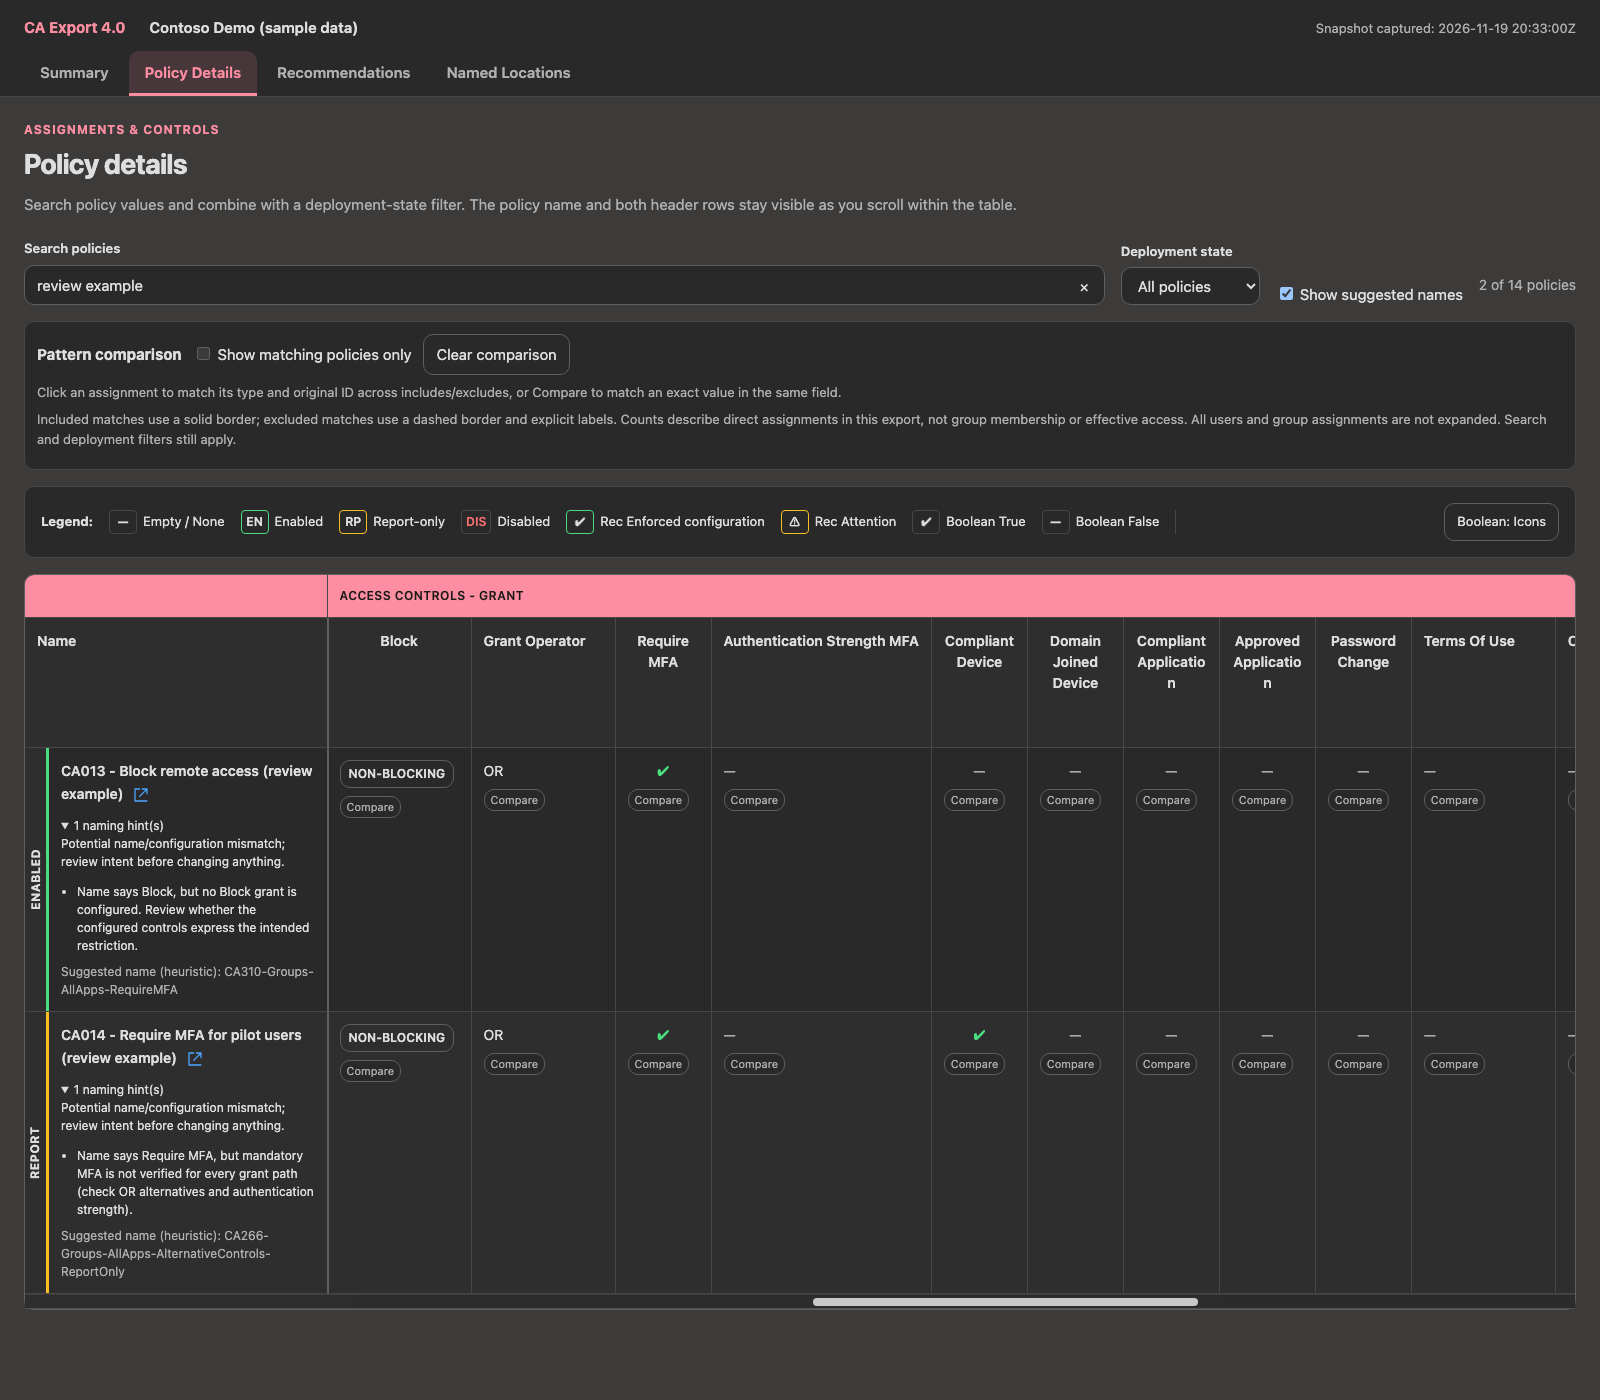 CA Export 4.0
Contoso Demo (sample data)
Snapshot captured: 2026-11-19 20:33:00Z
Summary
Policy Details
Recommendations
Named Locations
ASSIGNMENTS & CONTROLS
Policy details
Search policy values and combine with a deployment-state filter. The policy name and both header rows stay visible as you scroll within the table.
Search policies
review example
×
Deployment state
All policies
Show suggested names
2 of 14 policies
Pattern comparison
Show matching policies only
Clear comparison
Click an assignment to match its type and original ID across includes/excludes, or Compare to match an exact value in the same field.
Included matches use a solid border; excluded matches use a dashed border and explicit labels. Counts describe direct assignments in this export, not group membership or effective access. All users and group assignments are not expanded. Search
and deployment filters still apply.
Legend:
— Empty / None
EN Enabled
RP Report-only
DIS Disabled
✔ Rec Enforced configuration
⚠ Rec Attention
✔ Boolean True
— Boolean False
Boolean: Icons
ACCESS CONTROLS - GRANT
Name
Block
Grant Operator
Require
MFA
Authentication Strength MFA
Compliant
Device
Domain
Joined
Device
Compliant
Applicatio
n
Approved
Applicatio
n
Password
Change
Terms Of Use
ENABLED
CA013 - Block remote access (review
example)
▼ 1 naming hint(s)
Potential name/configuration mismatch;
review intent before changing anything.
• Name says Block, but no Block grant is
configured. Review whether the
configured controls express the intended
restriction.
Suggested name (heuristic): CA310-Groups-
AllApps-RequireMFA
NON-BLOCKING
Compare
OR
Compare
✔
Compare
—
Compare
—
Compare
—
Compare
—
Compare
—
Compare
—
Compare
—
Compare
—
REPORT
CA014 - Require MFA for pilot users
(review example)
▼ 1 naming hint(s)
Potential name/configuration mismatch;
review intent before changing anything.
• Name says Require MFA, but mandatory
MFA is not verified for every grant path
(check OR alternatives and authentication
strength).
Suggested name (heuristic): CA266-
Groups-AllApps-AlternativeControls-
ReportOnly
NON-BLOCKING
Compare
OR
Compare
✔
Compare
—
Compare
✔
Compare
—
Compare
—
Compare
—
Compare
—
Compare
—
Compare
—